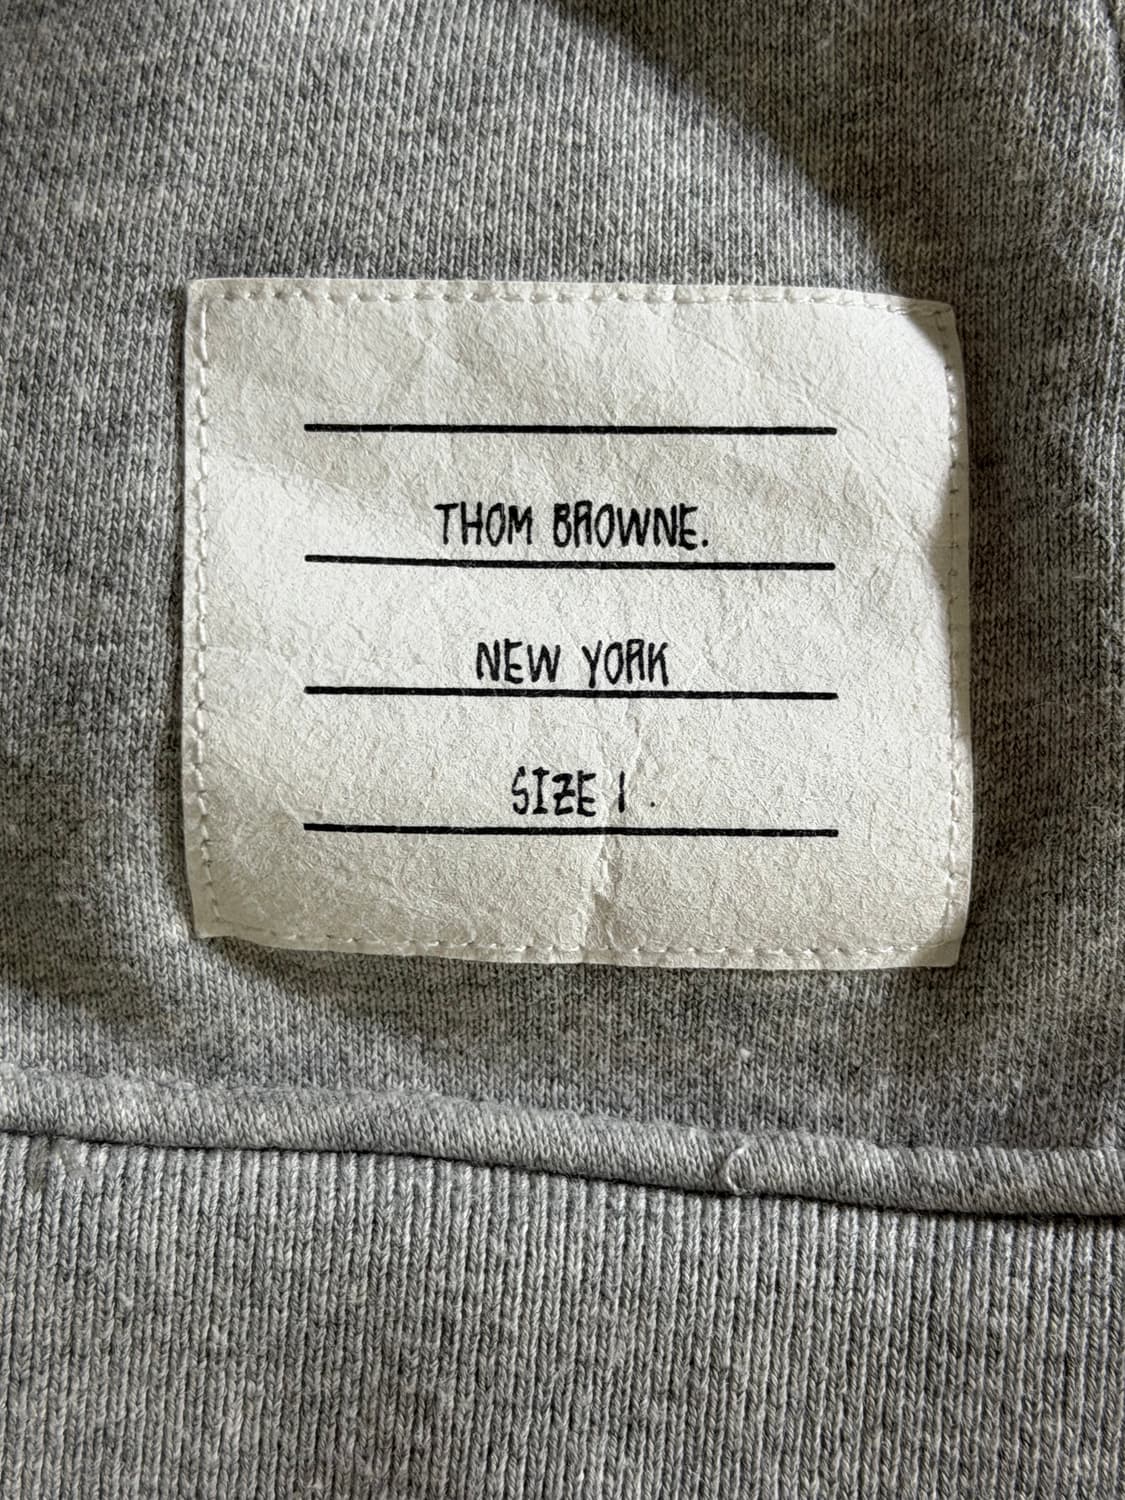 THOM BROWNE.
NEW YORK
SIZE 1.